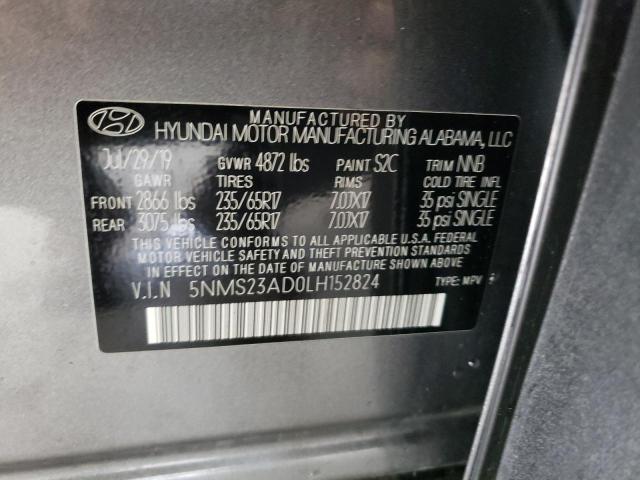 MANUFACTURED BY
HYUNDAI MOTOR MANUFACTURING ALABAMA, LLC
Jul/29/19 GVWR 4872 lbs PAINT S2C TRIM NNB
GAWR TIRES RIMS COLD TIRE INFL
FRONT 2866 lbs 235/65R17 7.0JX17 35 psi SINGLE
REAR 3075 lbs 235/65R17 7.0JX17 35 psi SINGLE
THIS VEHICLE CONFORMS TO ALL APPLICABLE U.S.A. FEDERAL
MOTOR VEHICLE SAFETY AND THEFT PREVENTION STANDARDS
IN EFFECT ON THE DATE OF MANUFACTURE SHOWN ABOVE.
V.I.N 5NMS23AD0LH152824 TYPE: MPV